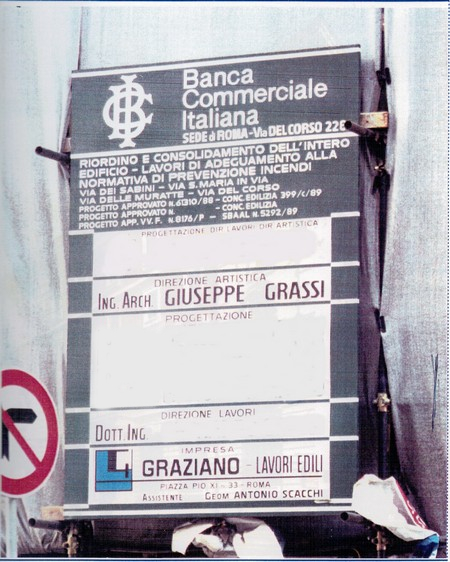 Banca
Commerciale
Italiana
SEDE di ROMA - Via DEL CORSO 226
RIORDINO E CONSOLIDAMENTO DELL'INTERO
EDIFICIO - LAVORI DI ADEGUAMENTO ALLA
NORMATIVA DI PREVENZIONE INCENDI
VIA DEI SABINI - VIA S. MARIA IN VIA
VIA DELLE MURATTE - VIA DEL CORSO
PROGETTO APPROVATO N. 61310/88 - CONC. EDILIZIA 399/C/89
PROGETTO APPROVATO N. - CONC. EDILIZIA
PROGETTO APP. VV.F. N. 8176/P - SBAAL N. 5292/89
PROGETTAZIONE DIR LAVORI DIR ARTISTICA
DIREZIONE ARTISTICA
ING. ARCH. GIUSEPPE GRASSI
PROGETTAZIONE
DIREZIONE LAVORI
DOTT. ING.
IMPRESA
GRAZIANO - LAVORI EDILI
PIAZZA PIO XI - 33 - ROMA
ASSISTENTE GEOM ANTONIO SCACCHI